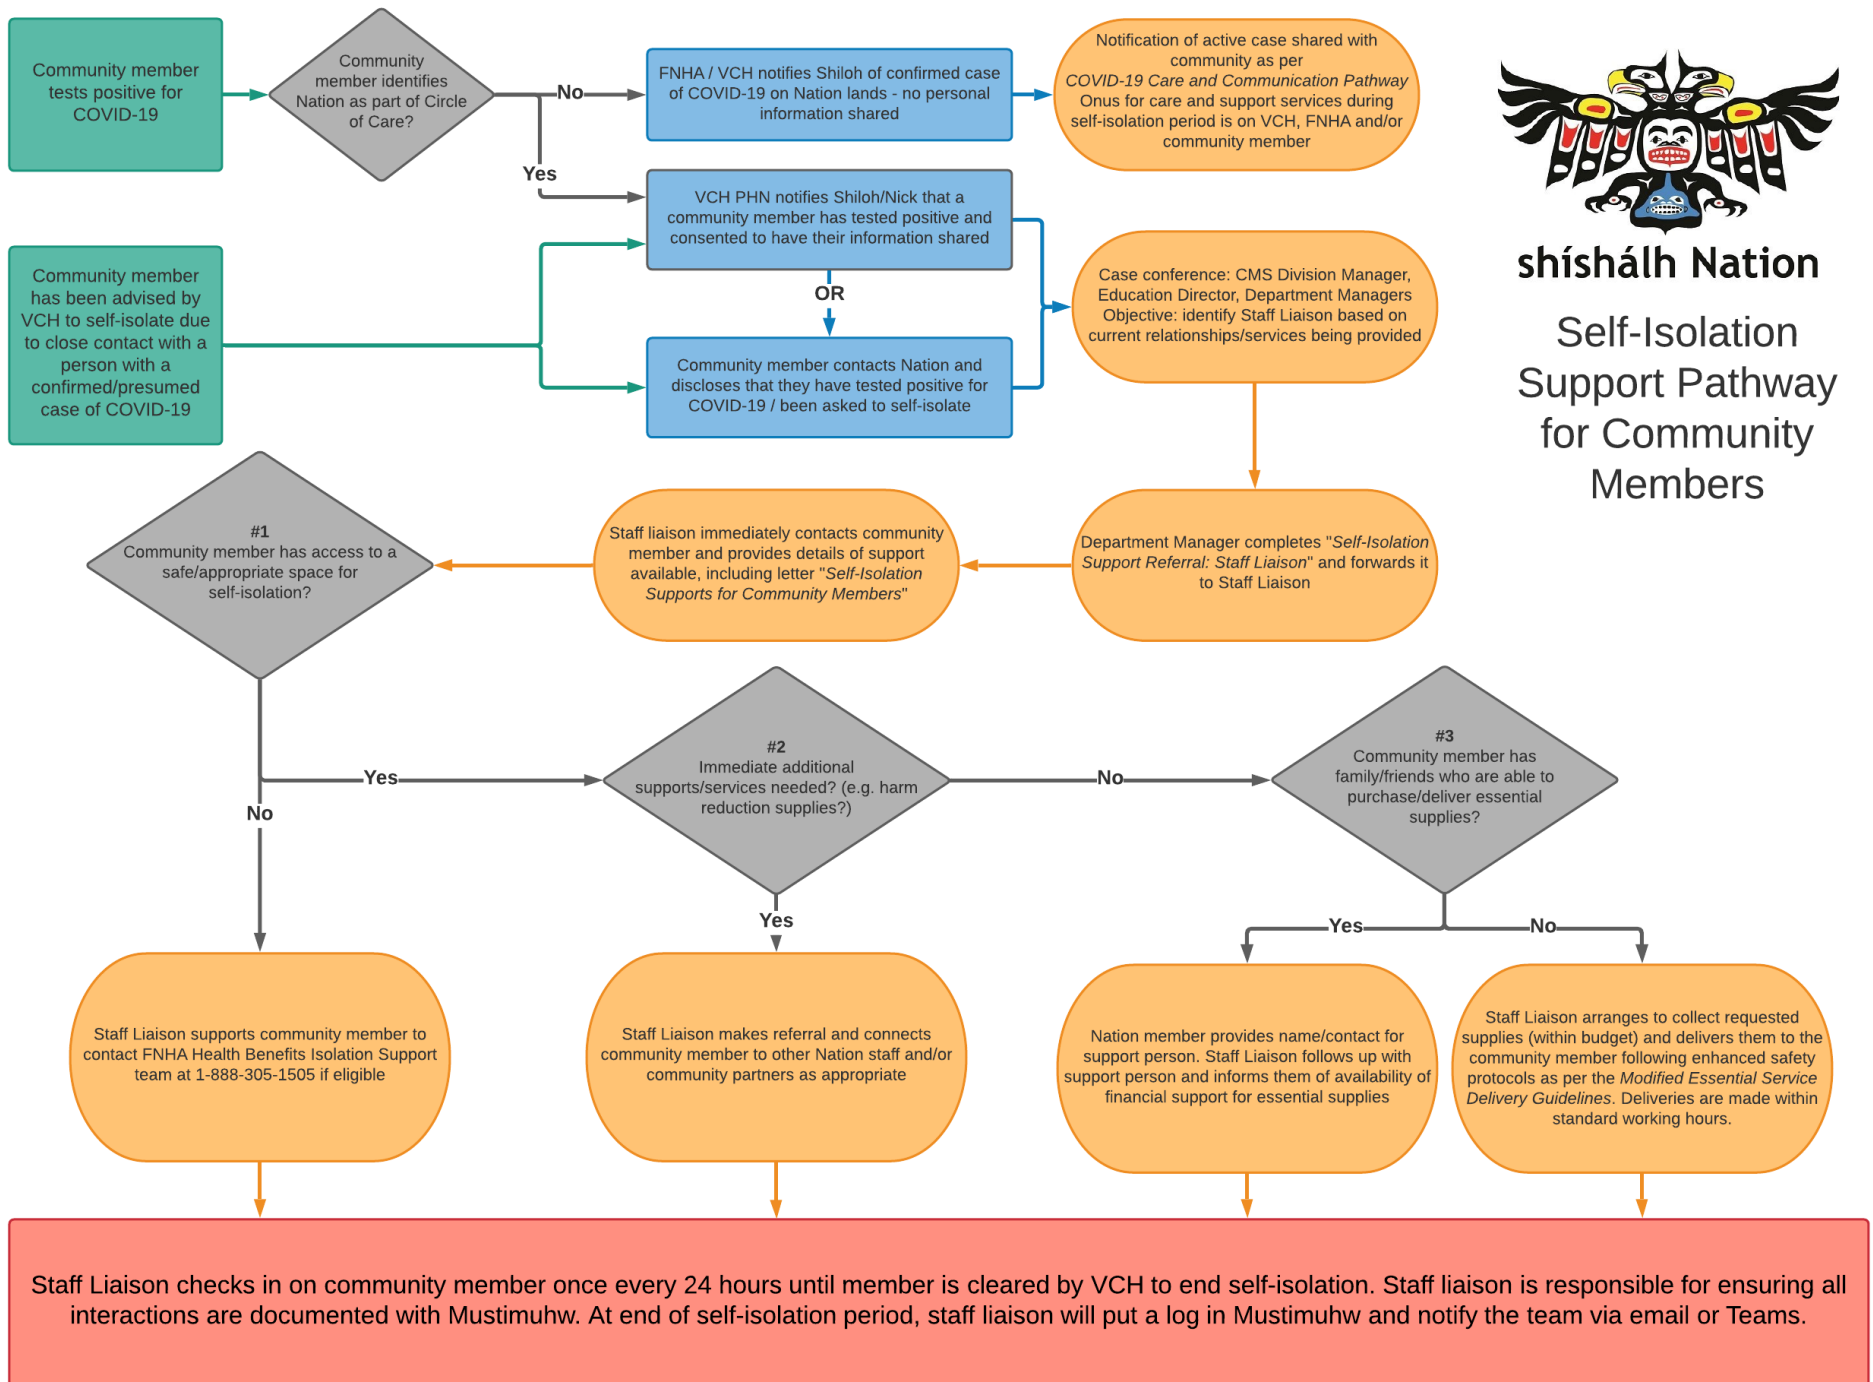 Community member
tests positive for
COVID-19
Community
member identifies
Nation as part of Circle
of Care?
No
Yes
FNHA / VCH notifies Shiloh of confirmed case
of COVID-19 on Nation lands - no personal
information shared
Notification of active case shared with
community as per
COVID-19 Care and Communication Pathway
Onus for care and support services during
self-isolation period is on VCH, FNHA and/or
community member
shíshálh Nation
Self-Isolation
Support Pathway
for Community
Members
VCH PHN notifies Shiloh/Nick that a
community member has tested positive and
consented to have their information shared
OR
Community member
has been advised by
VCH to self-isolate due
to close contact with a
person with a
confirmed/presumed
case of COVID-19
Community member contacts Nation and
discloses that they have tested positive for
COVID-19 / been asked to self-isolate
Case conference: CMS Division Manager,
Education Director, Department Managers
Objective: identify Staff Liaison based on
current relationships/services being provided
Department Manager completes "Self-Isolation
Support Referral: Staff Liaison" and forwards it
to Staff Liaison
Staff liaison immediately contacts community
member and provides details of support
available, including letter "Self-Isolation
Supports for Community Members"
#1
Community member has access to a
safe/appropriate space for
self-isolation?
Yes
No
#2
Immediate additional
supports/services needed? (e.g. harm
reduction supplies?)
No
Yes
#3
Community member has
family/friends who are able to
purchase/deliver essential
supplies?
Yes
No
Staff Liaison supports community member to
contact FNHA Health Benefits Isolation Support
team at 1-888-305-1505 if eligible
Staff Liaison makes referral and connects
community member to other Nation staff and/or
community partners as appropriate
Nation member provides name/contact for
support person. Staff Liaison follows up with
support person and informs them of availability of
financial support for essential supplies
Staff Liaison arranges to collect requested
supplies (within budget) and delivers them to the
community member following enhanced safety
protocols as per the Modified Essential Service
Delivery Guidelines. Deliveries are made within
standard working hours.
Staff Liaison checks in on community member once every 24 hours until member is cleared by VCH to end self-isolation. Staff liaison is responsible for ensuring all
interactions are documented with Mustimuhw. At end of self-isolation period, staff liaison will put a log in Mustimuhw and notify the team via email or Teams.